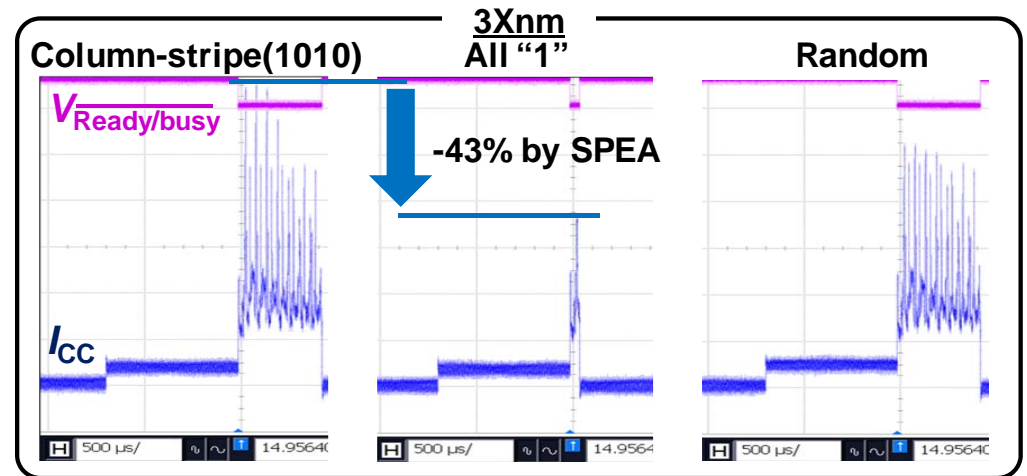 3Xnm
Column-stripe(1010)
All “1”
Random
VReady/busy
-43% by SPEA
ICC
H 500 µs/ 14.95640
H 500 µs/ 14.9564
H 500 µs/ 14.95640